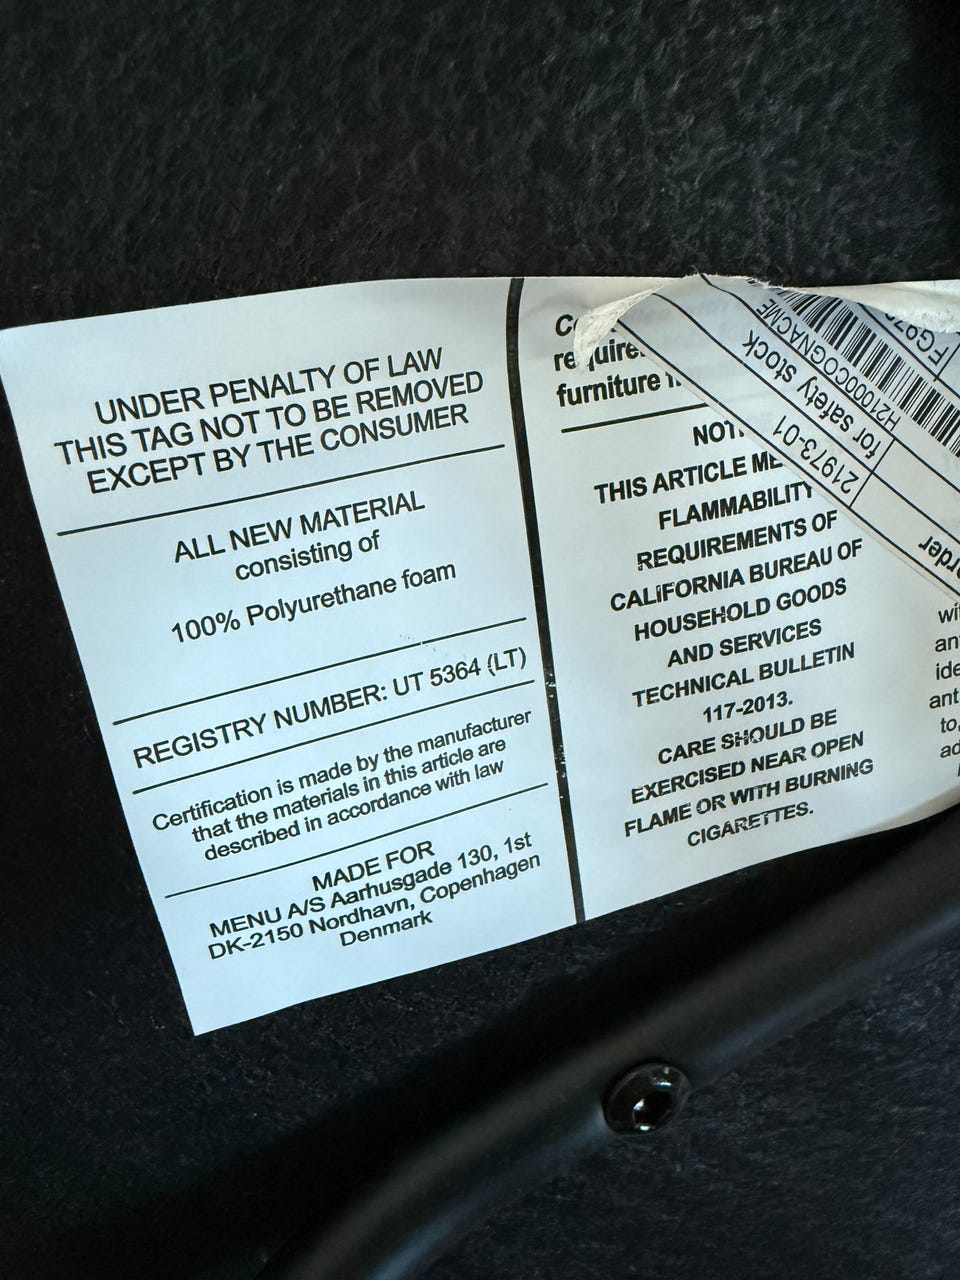 UNDER PENALTY OF LAW
THIS TAG NOT TO BE REMOVED
EXCEPT BY THE CONSUMER
ALL NEW MATERIAL
consisting of
100% Polyurethane foam
REGISTRY NUMBER: UT 5364 (LT)
Certification is made by the manufacturer
that the materials in this article are
described in accordance with law
MADE FOR
MENU A/S Aarhusgade 130, 1st
DK-2150 Nordhavn, Copenhagen
Denmark
furniture
THIS ARTICLE
FLAMMABILITY
REQUIREMENTS OF
CALIFORNIA BUREAU OF
HOUSEHOLD GOODS
AND SERVICES
TECHNICAL BULLETIN
117-2013.
CARE SHOULD BE
EXERCISED NEAR OPEN
FLAME OR WITH BURNING
CIGARETTES.
21973-01
for safety stock
H21000COGNACME